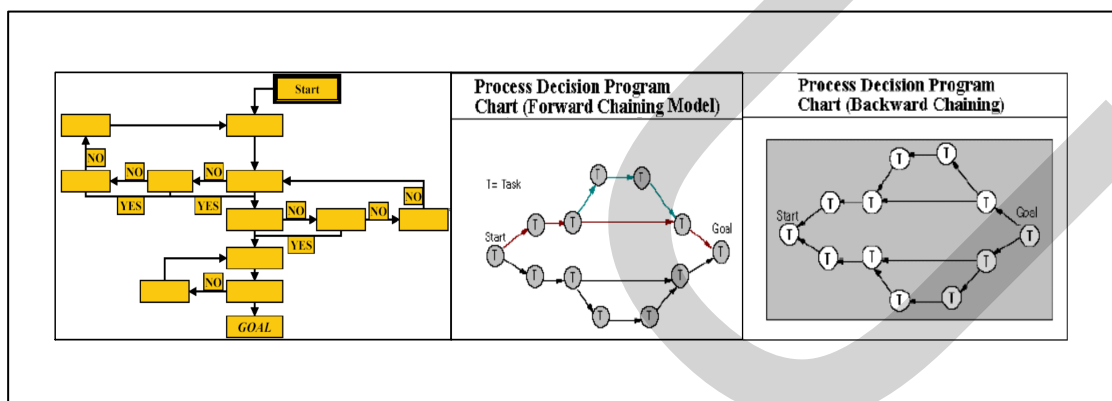 Start
NO
NO
NO
YES
YES
NO
NO
YES
NO
GOAL
Process Decision Program
Chart (Forward Chaining Model)
T= Task
T
T
T
T
T
T
T
T
T
T
T
T
Start
Goal
Process Decision Program
Chart (Backward Chaining)
T
T
T
T
T
T
T
T
T
T
T
T
Start
Goal